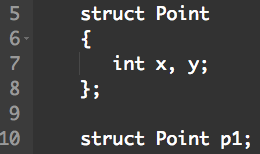 5 struct Point
6 {
7 int x, y;
8 };
9
10 struct Point p1;